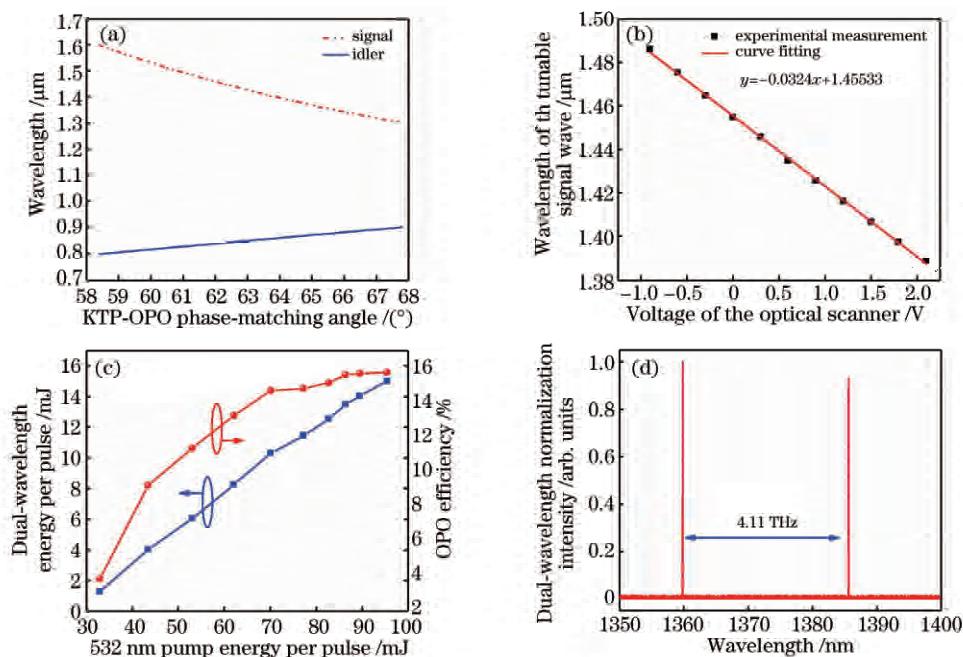 (a)
signal
idler
Wavelength /μm
1.7
1.6
1.5
1.4
1.3
1.2
1.1
1.0
0.9
0.8
0.7
58 59 60 61 62 63 64 65 66 67 68
KTP-OPO phase-matching angle /(°)
(b)
experimental measurement
curve fitting
y=−0.0324x+1.45533
Wavelength of th tunable
signal wave /μm
1.50
1.48
1.46
1.44
1.42
1.40
1.38
−1.0 −0.5 0 0.5 1.0 1.5 2.0
Voltage of the optical scanner /V
(c)
Dual-wavelength
energy per pulse /mJ
16
14
12
10
8
6
4
2
0
16
14
12
10
8
6
4
2
OPO efficiency /%
30 40 50 60 70 80 90 100
532 nm pump energy per pulse /mJ
(d)
Dual-wavelength normalization
intensity /arb. units
1.0
0.8
0.6
0.4
0.2
0
4.11 THz
1350 1360 1370 1380 1390 1400
Wavelength /nm